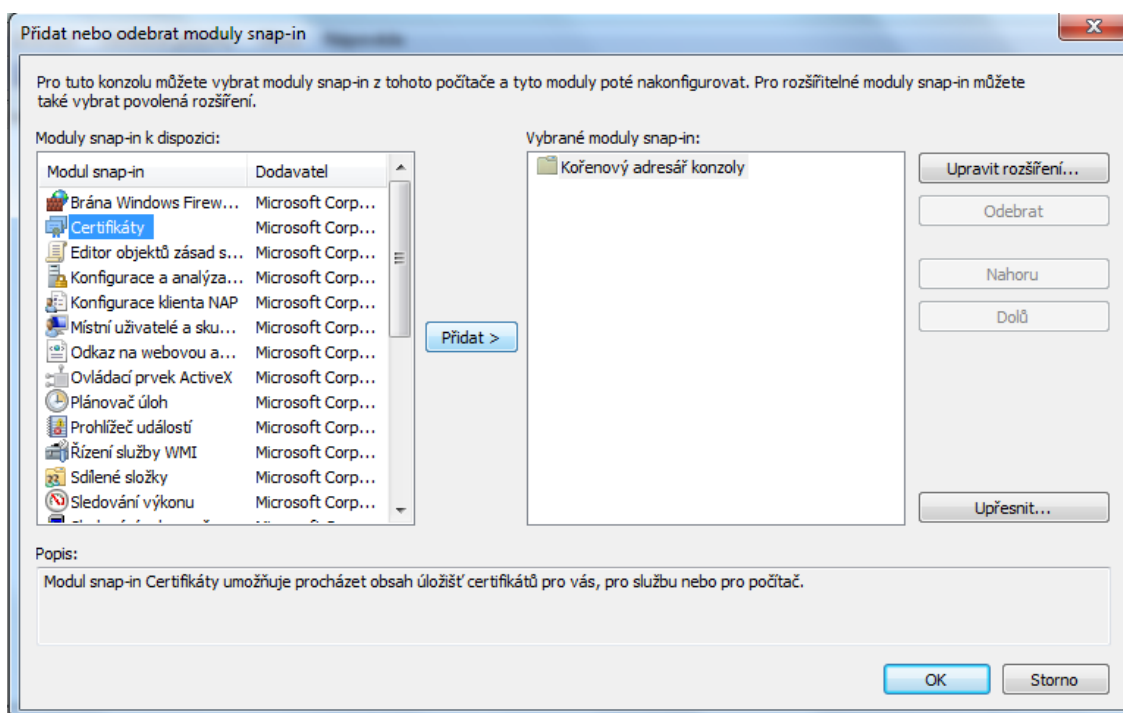 Přidat nebo odebrat moduly snap-in
Pro tuto konzolu můžete vybrat moduly snap-in z tohoto počítače a tyto moduly poté nakonfigurovat. Pro rozšířitelné moduly snap-in můžete
také vybrat povolená rozšíření.
Moduly snap-in k dispozici:
Modul snap-in Dodavatel
Brána Windows Firew... Microsoft Corp...
Certifikáty Microsoft Corp...
Editor objektů zásad s... Microsoft Corp...
Konfigurace a analýza... Microsoft Corp...
Konfigurace klienta NAP Microsoft Corp...
Místní uživatelé a sku... Microsoft Corp...
Odkaz na webovou a... Microsoft Corp...
Ovládací prvek ActiveX Microsoft Corp...
Plánovač úloh Microsoft Corp...
Prohlížeč událostí Microsoft Corp...
Řízení služby WMI Microsoft Corp...
Sdílené složky Microsoft Corp...
Sledování výkonu Microsoft Corp...
Přidat >
Vybrané moduly snap-in:
Kořenový adresář konzoly
Upravit rozšíření...
Odebrat
Nahoru
Dolů
Upřesnit...
Popis:
Modul snap-in Certifikáty umožňuje procházet obsah úložišť certifikátů pro vás, pro službu nebo pro počítač.
OK
Storno